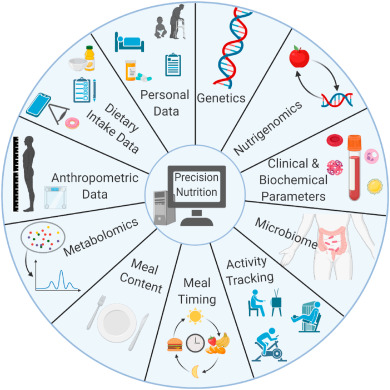 Precision
Nutrition
Genetics
Nutrigenomics
Clinical &
Biochemical
Parameters
Microbiome
Activity
Tracking
Meal
Timing
Meal
Content
Metabolomics
Anthropometric
Data
Dietary
Intake Data
Personal
Data